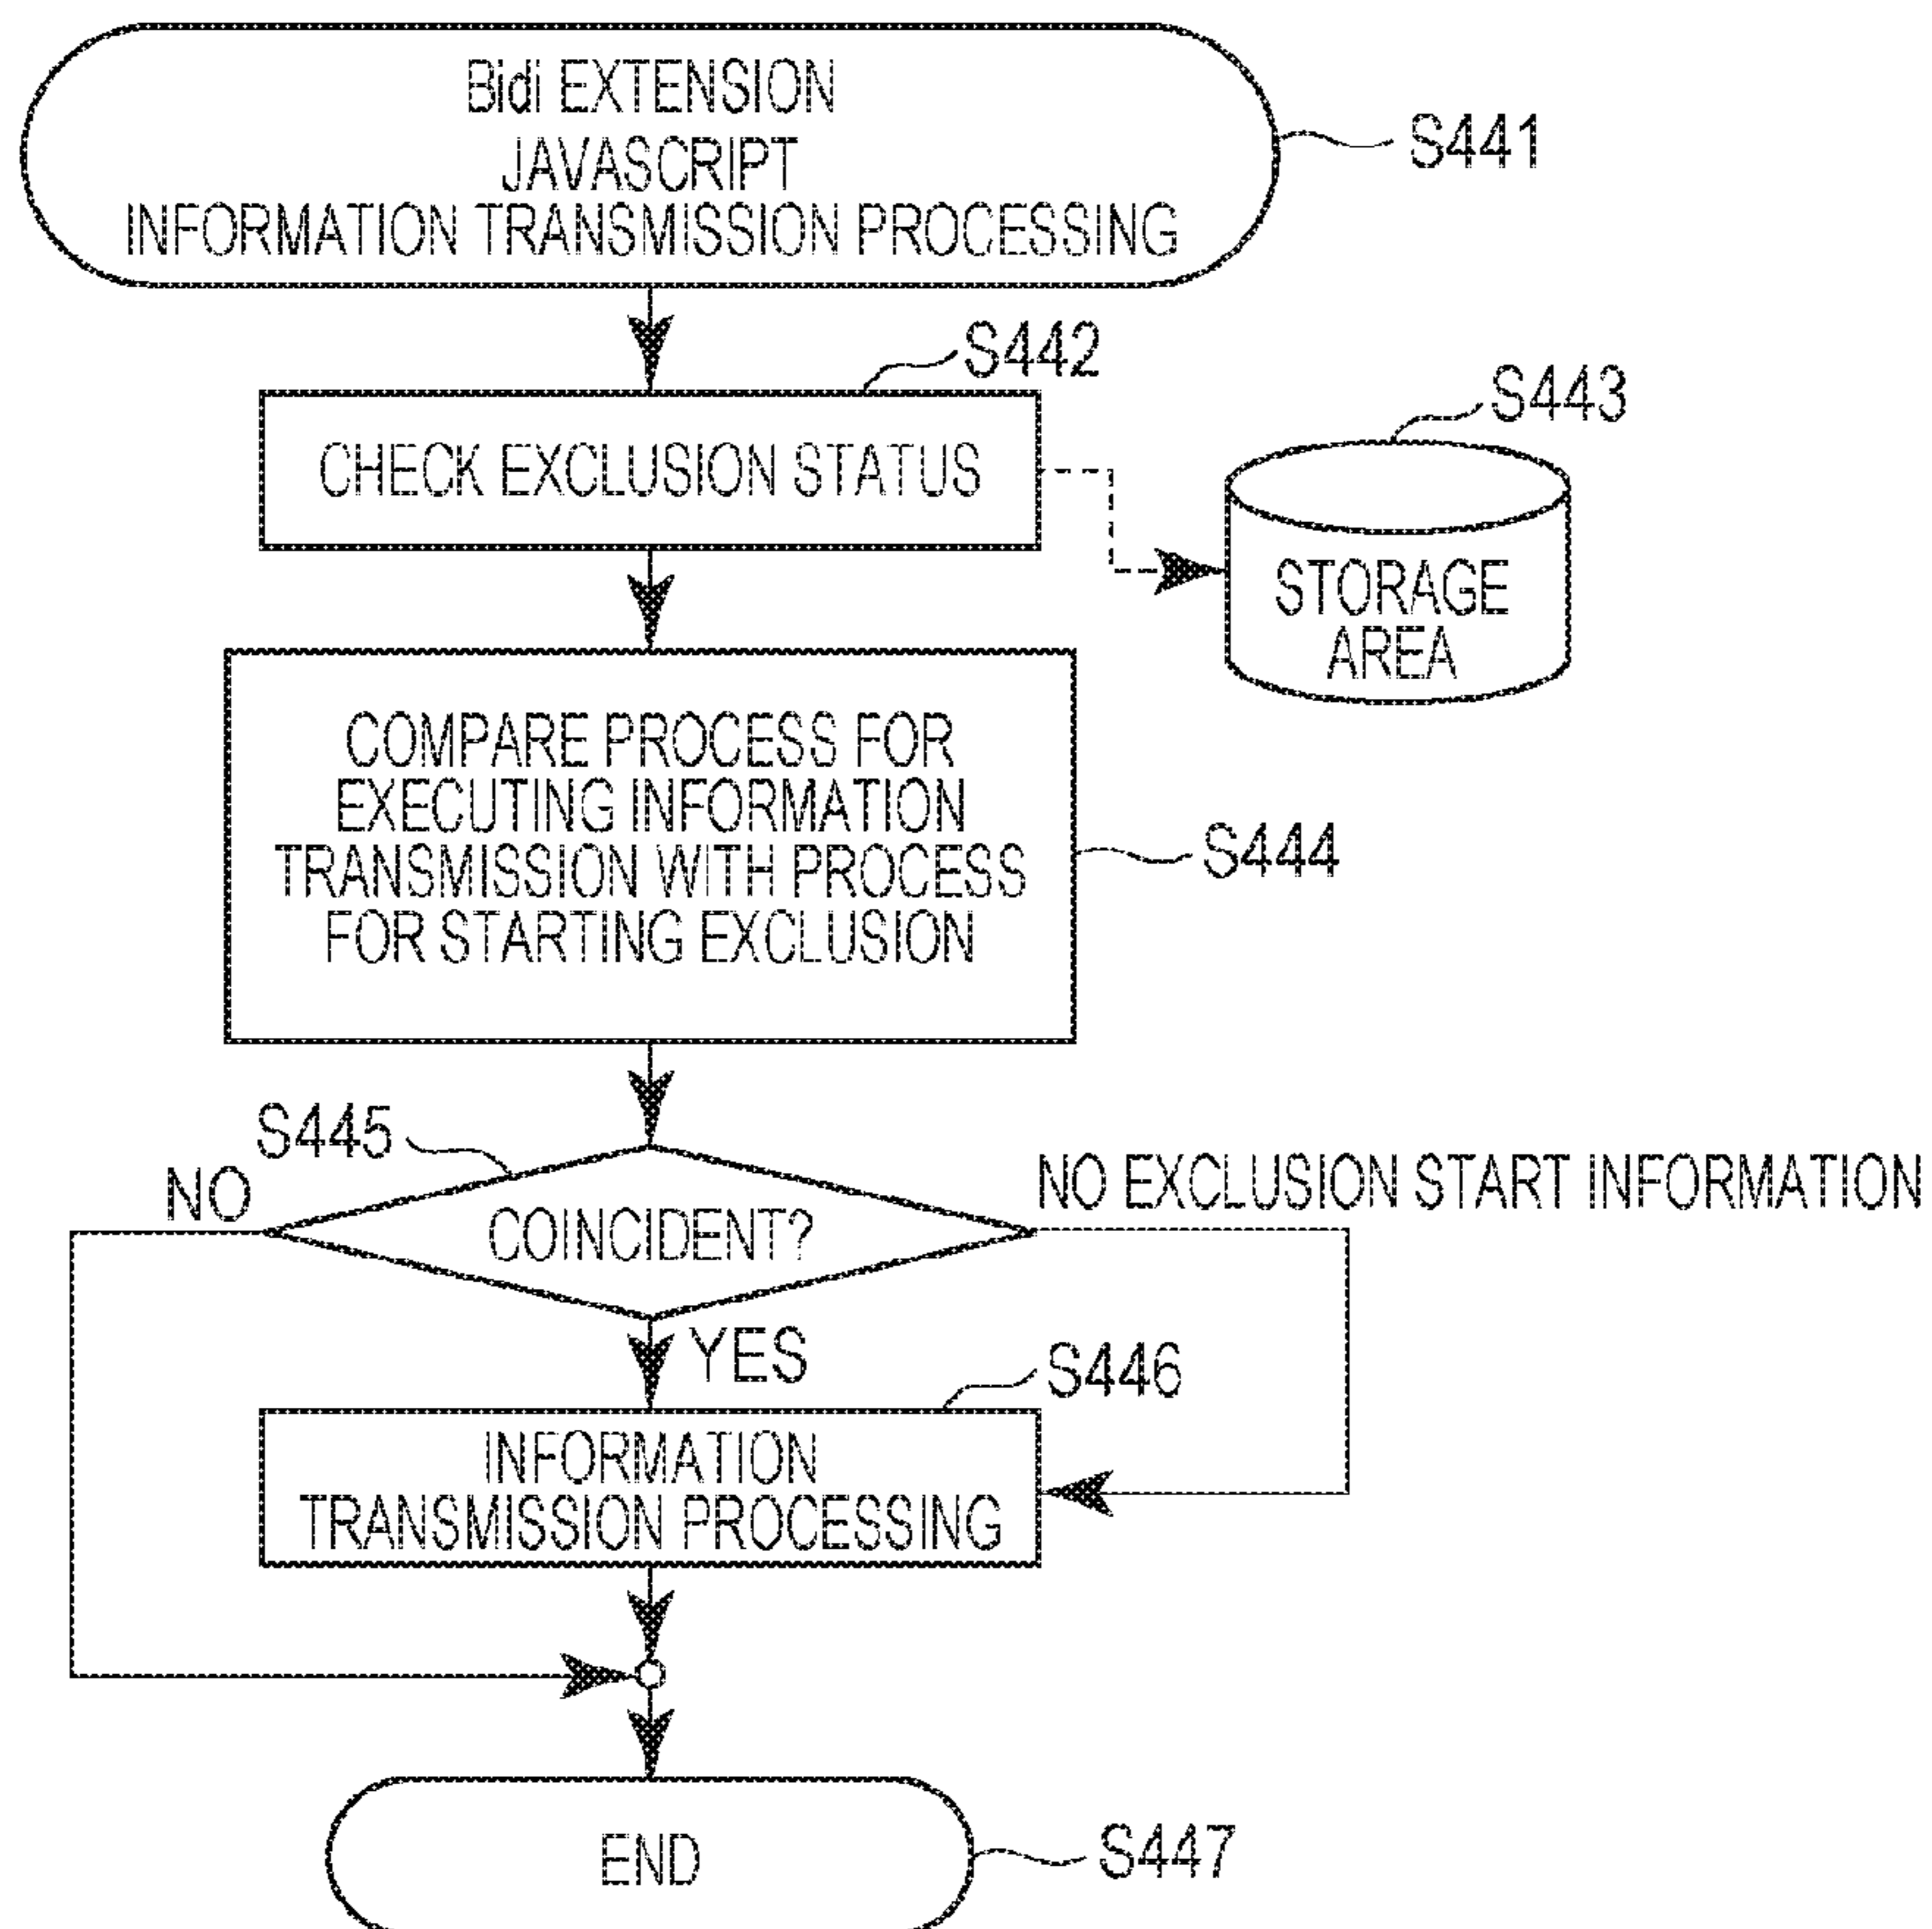 Bidi EXTENSION
JAVASCRIPT
INFORMATION TRANSMISSION PROCESSING
S441
S442
CHECK EXCLUSION STATUS
S443
STORAGE
AREA
COMPARE PROCESS FOR
EXECUTING INFORMATION
TRANSMISSION WITH PROCESS
FOR STARTING EXCLUSION
S444
S445
NO
COINCIDENT?
NO EXCLUSION START INFORMATION
YES
S446
INFORMATION
TRANSMISSION PROCESSING
END
S447